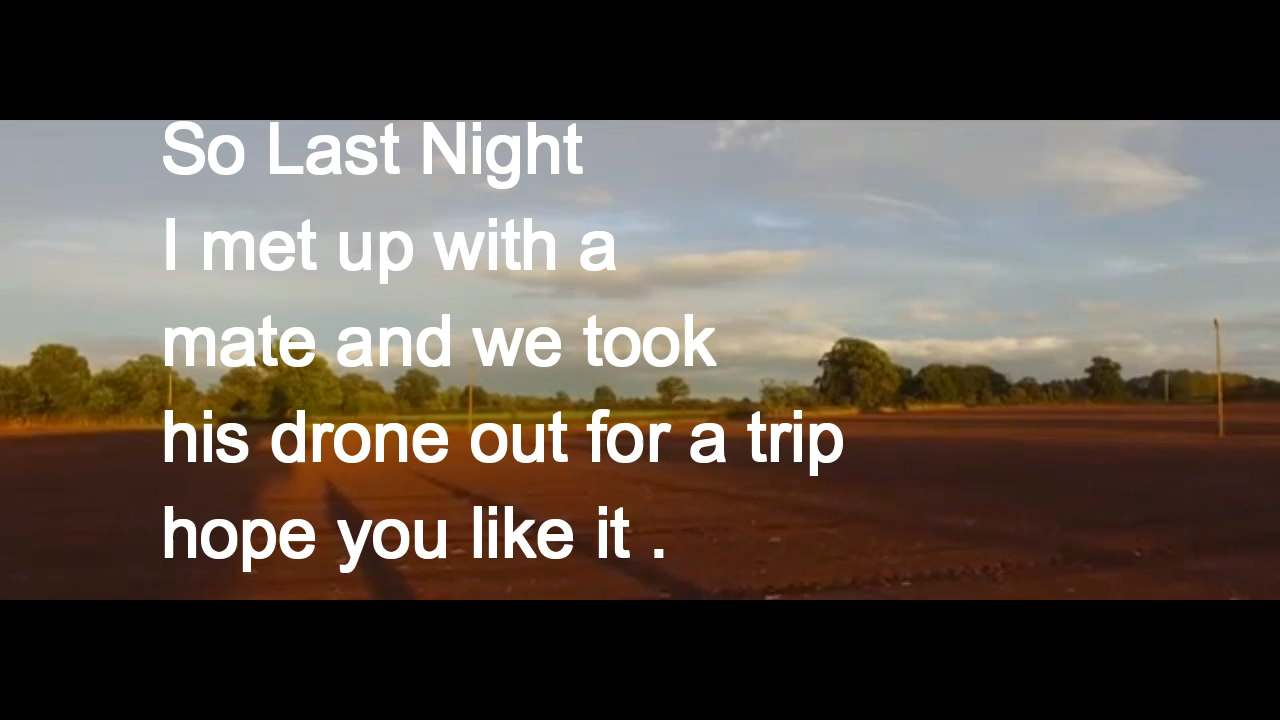 So Last Night
I met up with a
mate and we took
his drone out for a trip
hope you like it .